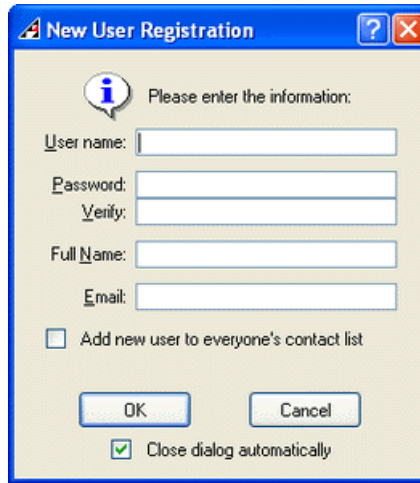 New User Registration
Please enter the information:
User name:
Password:
Verify:
Full Name:
Email:
Add new user to everyone's contact list
OK Cancel
Close dialog automatically